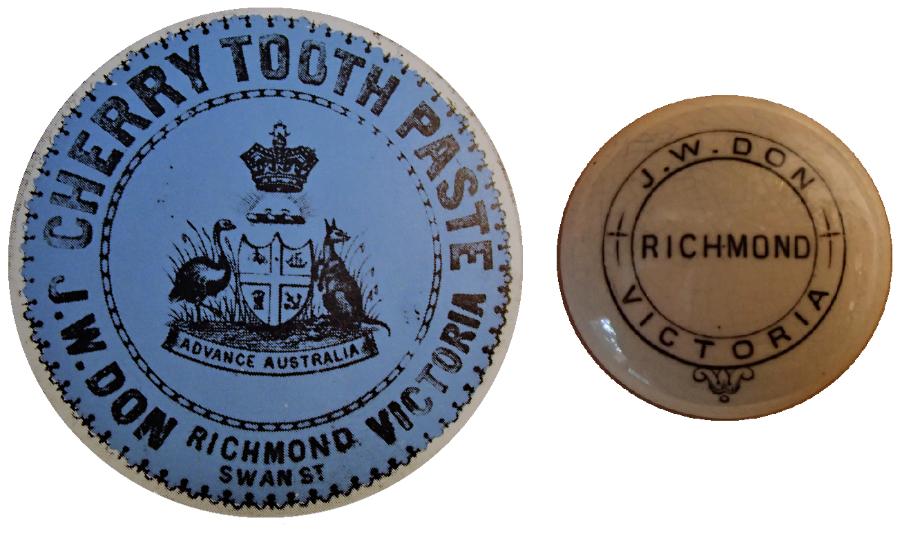 CHERRY TOOTH PASTE
ADVANCE AUSTRALIA
J.W. DON RICHMOND VICTORIA
SWAN ST
J.W. DON
RICHMOND
VICTORIA